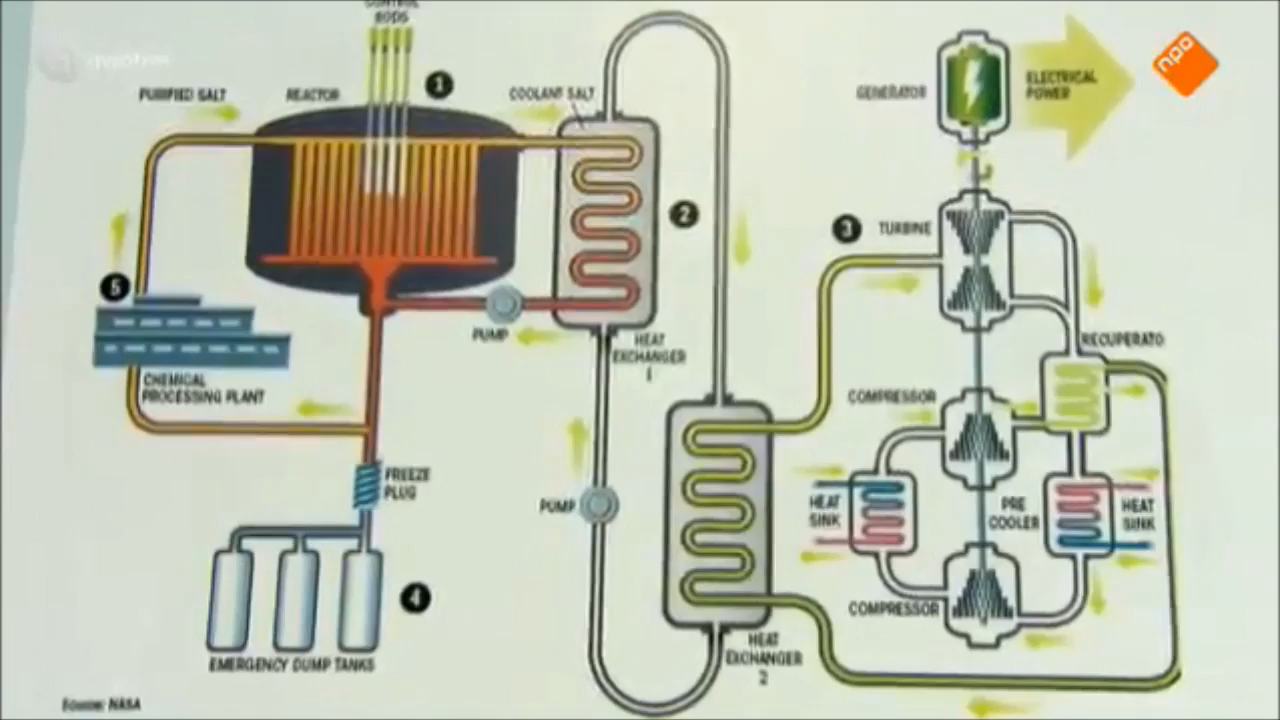 CONTROL
RODS
npo
PURIFIED SALT
REACTOR
1
COOLANT SALT
GENERATOR
ELECTRICAL
POWER
2
3
TURBINE
5
PUMP
HEAT
EXCHANGER
1
RECUPERATO
CHEMICAL
PROCESSING PLANT
COMPRESSOR
FREEZE
PLUG
PUMP
HEAT
SINK
PRE
COOLER
HEAT
SINK
4
COMPRESSOR
EMERGENCY DUMP TANKS
HEAT
EXCHANGER
2
Source: NASA